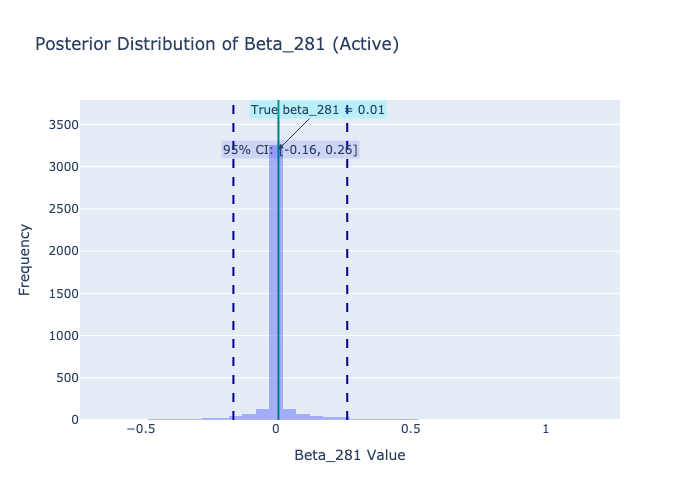 Posterior Distribution of Beta_281 (Active)
True beta_281 = 0.01
95% CI: [-0.16, 0.26]
3500
3000
2500
2000
1500
1000
500
0
Frequency
−0.5
0
0.5
1
Beta_281 Value